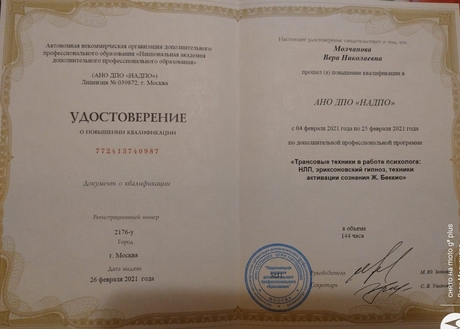 Автономная некоммерческая организация дополнительного
профессионального образования «Национальная академия
дополнительного профессионального образования»
(АНО ДПО «НАДПО»)
Лицензия № 039872, г. Москва
УДОСТОВЕРЕНИЕ
О ПОВЫШЕНИИ КВАЛИФИКАЦИИ
772413740987
Документ о квалификации
Регистрационный номер
2176-у
Город
г. Москва
Дата выдачи
26 февраля 2021 года
Настоящее удостоверение свидетельствует о том, что
Молчанова
Вера Николаевна
прошел (а) повышение квалификации в
АНО ДПО «НАДПО»
с 04 февраля 2021 года по 25 февраля 2021 года
по дополнительной профессиональной программе
«Трансовые техники в работе психолога:
НЛП, эриксоновский гипноз, техники
активации сознания Ж. Беккио»
в объеме
144 часа
Руководитель
Секретарь
снято на moto g⁸ plus